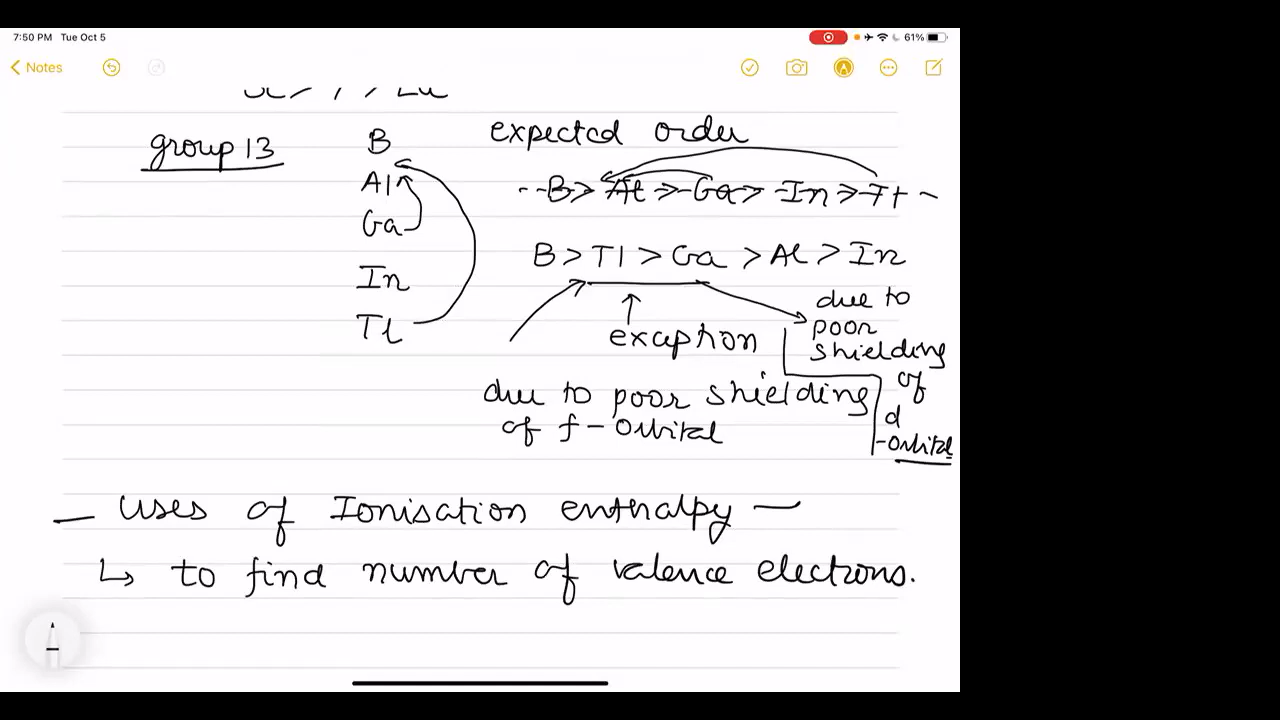 7:50 PM Tue Oct 5
61%
Notes
group 13
B
Al
Ga
In
Tl
expected order
--B > Al > Ga > In > Tl -
B > Tl > Ga > Al > In
exception
due to poor shielding
of f-orbital
due to
poor
shielding
of
d
-orbital
— uses of Ionisation enthalpy —
↳ to find number of valence electrons.